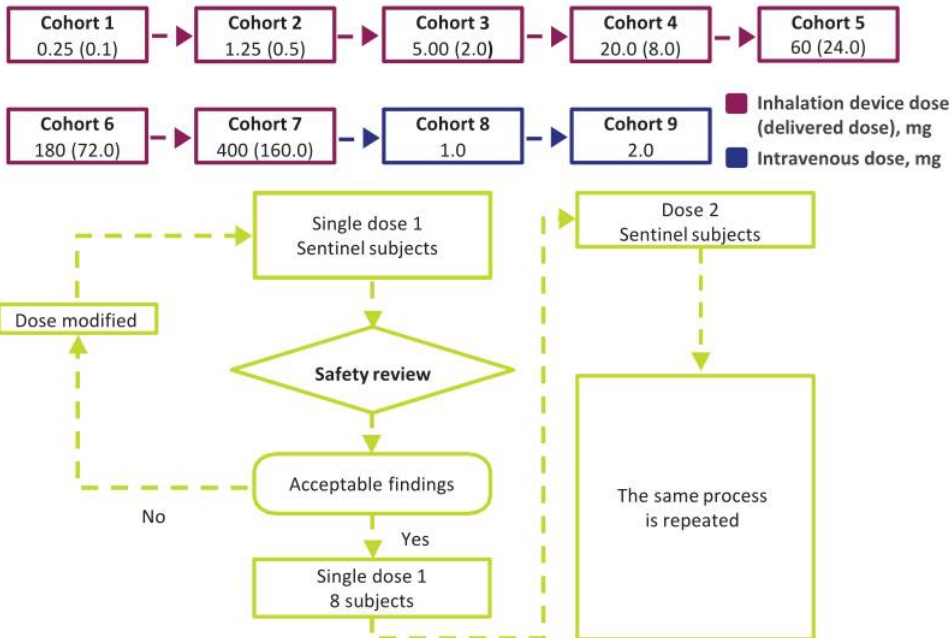 Cohort 1
0.25 (0.1)
Cohort 2
1.25 (0.5)
Cohort 3
5.00 (2.0)
Cohort 4
20.0 (8.0)
Cohort 5
60 (24.0)
Cohort 6
180 (72.0)
Cohort 7
400 (160.0)
Cohort 8
1.0
Cohort 9
2.0
Inhalation device dose
(delivered dose), mg
Intravenous dose, mg
Single dose 1
Sentinel subjects
Dose modified
Safety review
Acceptable findings
No
Yes
Single dose 1
8 subjects
Dose 2
Sentinel subjects
The same process
is repeated